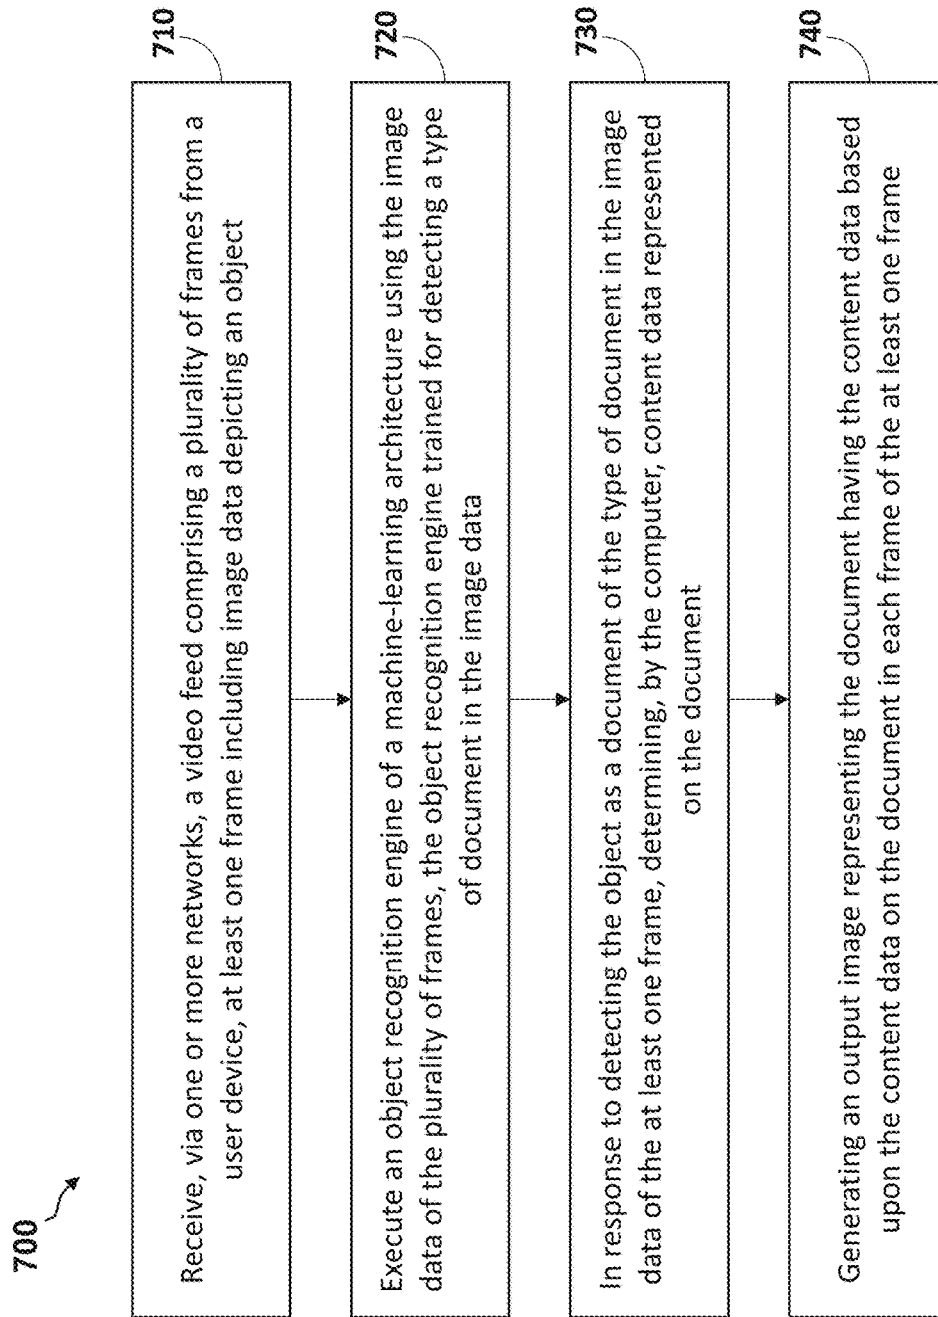 700
710
Receive, via one or more networks, a video feed comprising a plurality of frames from a
user device, at least one frame including image data depicting an object
720
Execute an object recognition engine of a machine-learning architecture using the image
data of the plurality of frames, the object recognition engine trained for detecting a type
of document in the image data
730
In response to detecting the object as a document of the type of document in the image
data of the at least one frame, determining, by the computer, content data represented
on the document
740
Generating an output image representing the document having the content data based
upon the content data on the document in each frame of the at least one frame